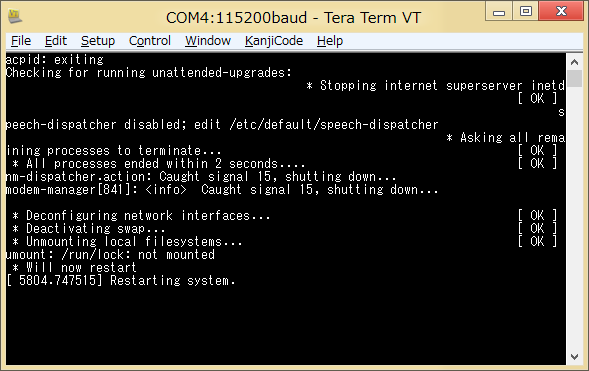 COM4:115200baud - Tera Term VT
File Edit Setup Control Window KanjiCode Help
acpid: exiting
Checking for running unattended-upgrades:
* Stopping internet superserver inetd
[ OK ]
s
peech-dispatcher disabled; edit /etc/default/speech-dispatcher
* Asking all rema
ining processes to terminate... [ OK ]
* All processes ended within 2 seconds.... [ OK ]
nm-dispatcher.action: Caught signal 15, shutting down...
modem-manager[841]: <info>  Caught signal 15, shutting down...
* Deconfiguring network interfaces... [ OK ]
* Deactivating swap... [ OK ]
* Unmounting local filesystems... [ OK ]
umount: /run/lock: not mounted
* Will now restart
[ 5804.747515] Restarting system.